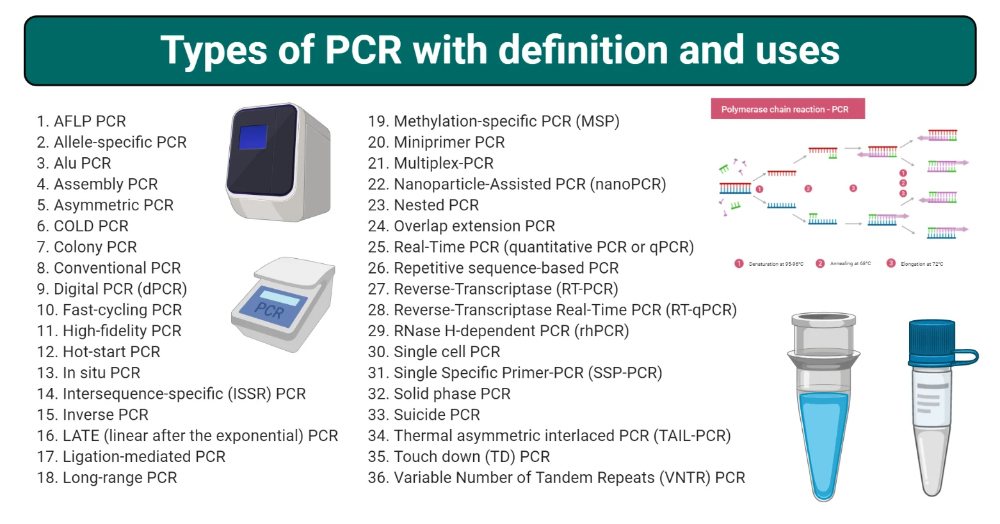 Types of PCR with definition and uses
1. AFLP PCR
2. Allele-specific PCR
3. Alu PCR
4. Assembly PCR
5. Asymmetric PCR
6. COLD PCR
7. Colony PCR
8. Conventional PCR
9. Digital PCR (dPCR)
10. Fast-cycling PCR
11. High-fidelity PCR
12. Hot-start PCR
13. In situ PCR
14. Intersequence-specific (ISSR) PCR
15. Inverse PCR
16. LATE (linear after the exponential) PCR
17. Ligation-mediated PCR
18. Long-range PCR
PCR
19. Methylation-specific PCR (MSP)
20. Miniprimer PCR
21. Multiplex-PCR
22. Nanoparticle-Assisted PCR (nanoPCR)
23. Nested PCR
24. Overlap extension PCR
25. Real-Time PCR (quantitative PCR or qPCR)
26. Repetitive sequence-based PCR
27. Reverse-Transcriptase (RT-PCR)
28. Reverse-Transcriptase Real-Time PCR (RT-qPCR)
29. RNase H-dependent PCR (rhPCR)
30. Single cell PCR
31. Single Specific Primer-PCR (SSP-PCR)
32. Solid phase PCR
33. Suicide PCR
34. Thermal asymmetric interlaced PCR (TAIL-PCR)
35. Touch down (TD) PCR
36. Variable Number of Tandem Repeats (VNTR) PCR
Polymerase chain reaction - PCR
1 2 3
1
2
3
1 Denaturation at 95-96°C 2 Annealing at 68°C 3 Elongation at 72°C